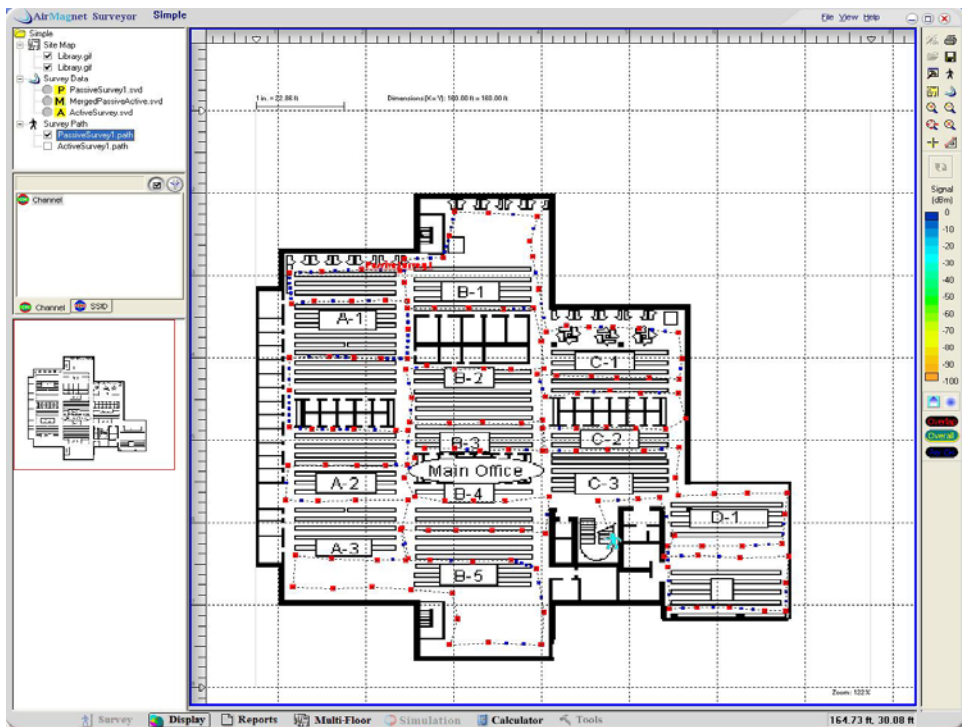 AirMagnet Surveyor Simple
File View Help
Simple
Site Map
Library.gif
Library.gif
Survey Data
P PassiveSurvey1.svd
M MergedPassiveActive.svd
A ActiveSurvey.svd
Survey Path
PassiveSurvey1.path
ActiveSurvey1.path
Channel
Channel SSID
1 in. = 22.86 ft
Dimensions(X × Y): 160.00 ft × 160.00 ft
B-1
A-1
C-1
B-2
B-3
C-2
Main Office
A-2
B-4
C-3
D-1
A-3
B-5
Zoom: 122%
Signal
(dBm)
0
-10
-20
-30
-40
-50
-60
-70
-80
-90
-100
Overall
Survey Display Reports Multi-Floor Simulation Calculator Tools
164.73 ft, 30.08 ft